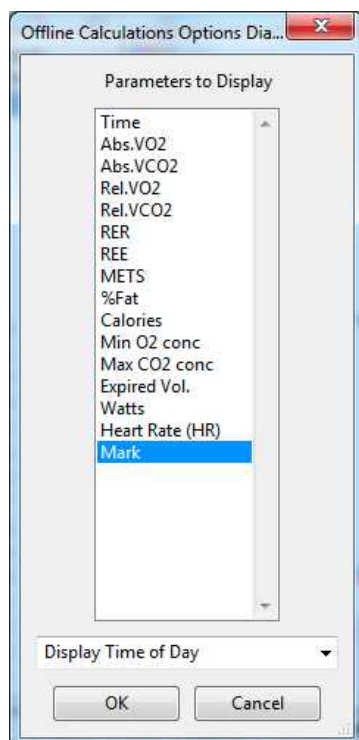 Offline Calculations Options Dia...
Parameters to Display
Time
Abs.VO2
Abs.VCO2
Rel.VO2
Rel.VCO2
RER
REE
METS
%Fat
Calories
Min O2 conc
Max CO2 conc
Expired Vol.
Watts
Heart Rate (HR)
Mark
Display Time of Day
OK Cancel